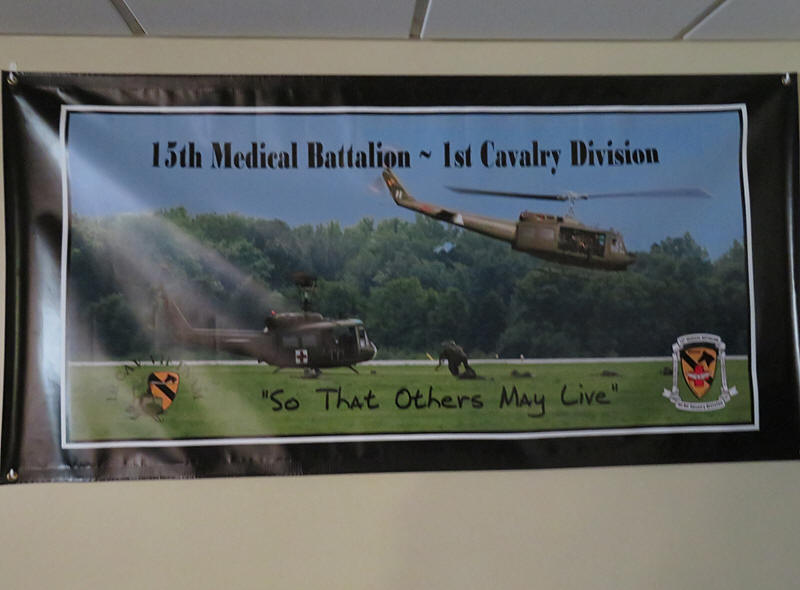 15th Medical Battalion ~ 1st Cavalry Division
"So That Others May Live"